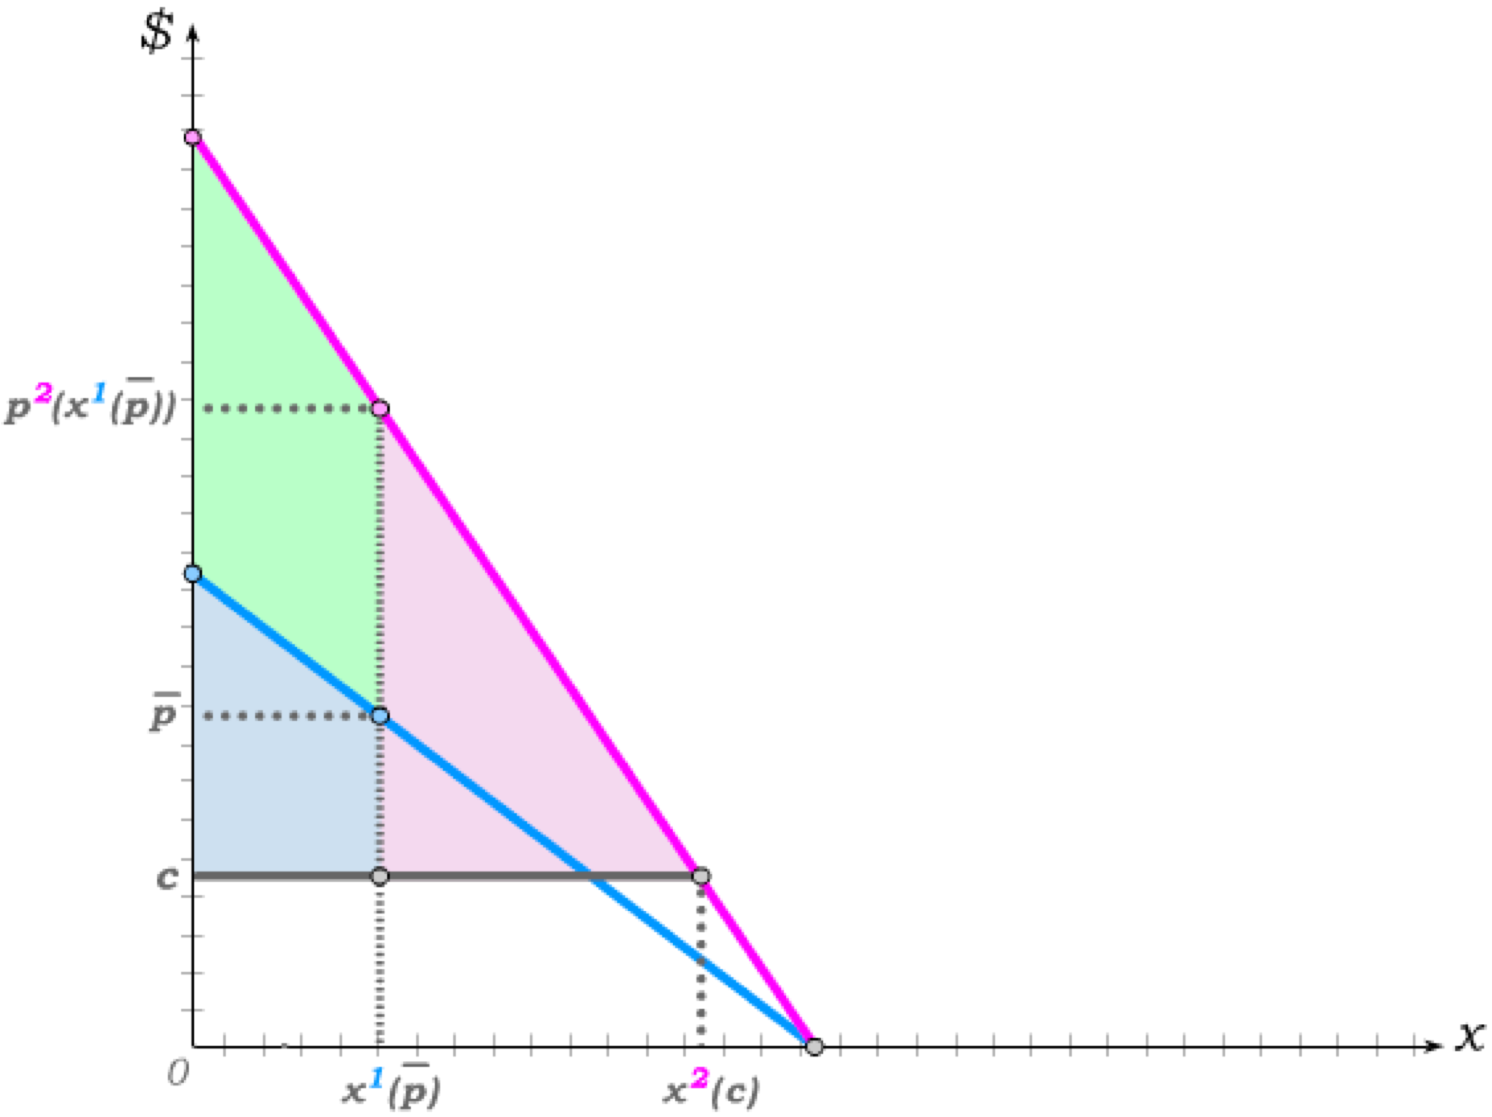 $
p²(x¹(p̅))
p̅
c
0
x¹(p̅)
x²(c)
x